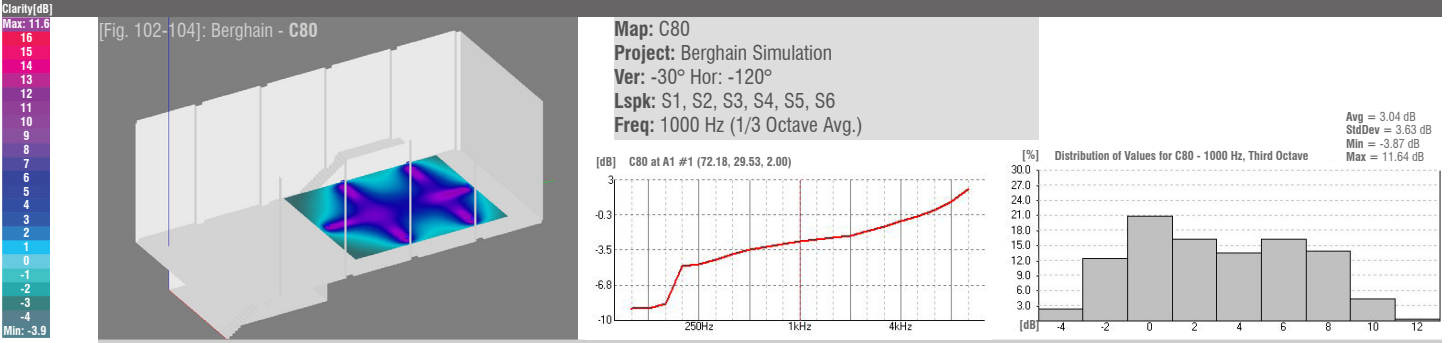 Clarity[dB]
Max: 11.6
16
15
14
13
12
11
10
9
8
7
6
5
4
3
2
1
0
-1
-2
-3
-4
Min: -3.9
[Fig. 102-104]: Berghain - C80
Map: C80
Project: Berghain Simulation
Ver: -30° Hor: -120°
Lspk: S1, S2, S3, S4, S5, S6
Freq: 1000 Hz (1/3 Octave Avg.)
[dB] C80 at A1 #1 (72.18, 29.53, 2.00)
3
-0.3
-3.5
-6.8
-10
250Hz 1kHz 4kHz
Avg = 3.04 dB
StdDev = 3.63 dB
Min = -3.87 dB
Max = 11.64 dB
[%] Distribution of Values for C80 - 1000 Hz, Third Octave
30.0
27.0
24.0
21.0
18.0
15.0
12.0
9.0
6.0
3.0
[dB] -4 -2 0 2 4 6 8 10 12